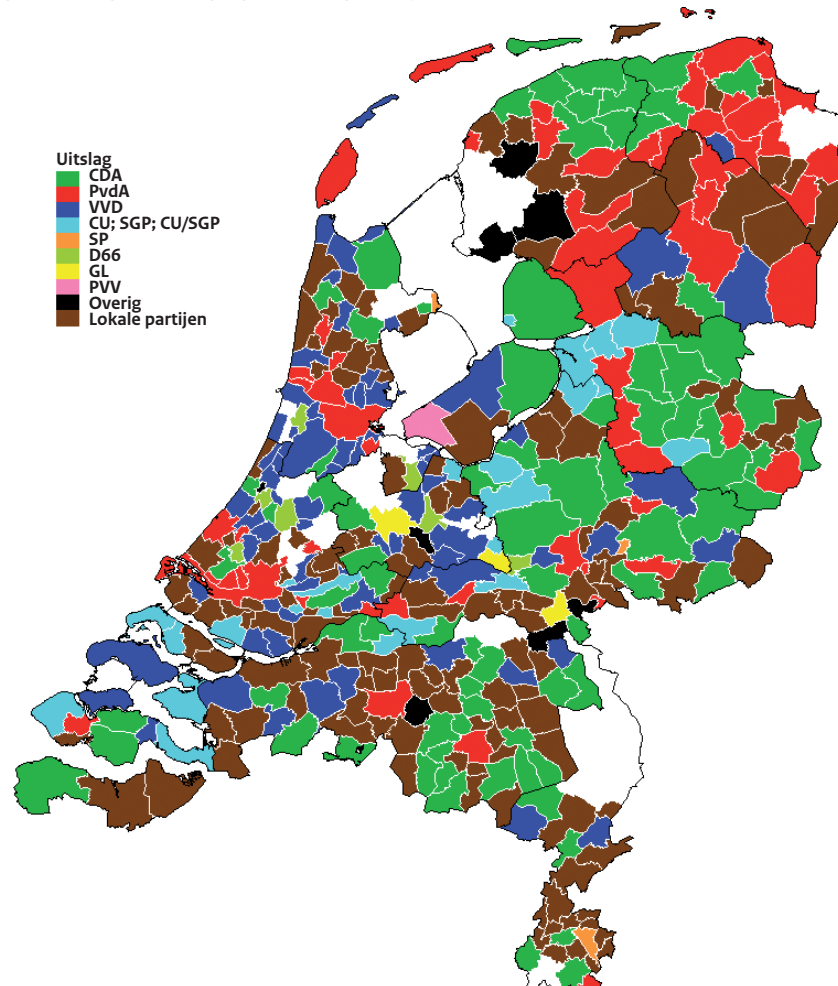 Uitslag
CDA
PvdA
VVD
CU; SGP; CU/SGP
SP
D66
GL
PVV
Overig
Lokale partijen